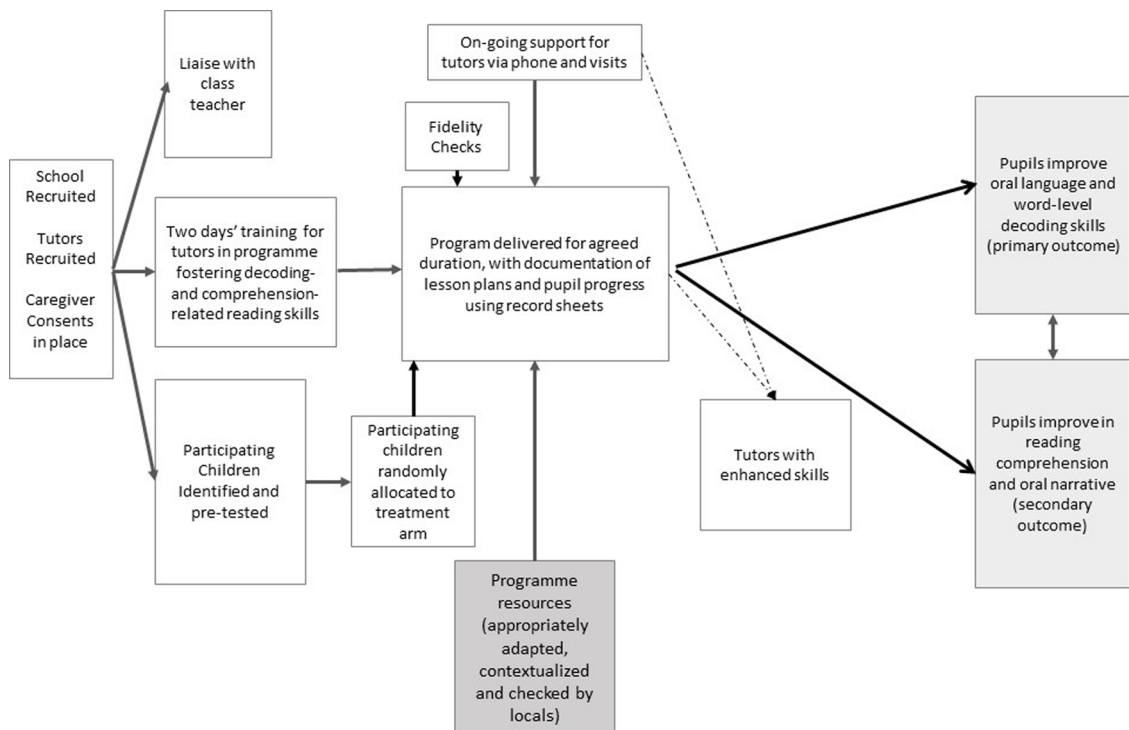 Liaise with
class
teacher
On-going support for
tutors via phone and visits
Fidelity
Checks
School
Recruited
Tutors
Recruited
Caregiver
Consents
in place
Two days’ training for
tutors in programme
fostering decoding-
and comprehension-
related reading skills
Program delivered for agreed
duration, with documentation of
lesson plans and pupil progress
using record sheets
Pupils improve
oral language and
word-level
decoding skills
(primary outcome)
Participating
Children
Identified and
pre-tested
Participating
children
randomly
allocated to
treatment
arm
Tutors with
enhanced skills
Pupils improve in
reading
comprehension
and oral narrative
(secondary
outcome)
Programme
resources
(appropriately
adapted,
contextualized
and checked by
locals)